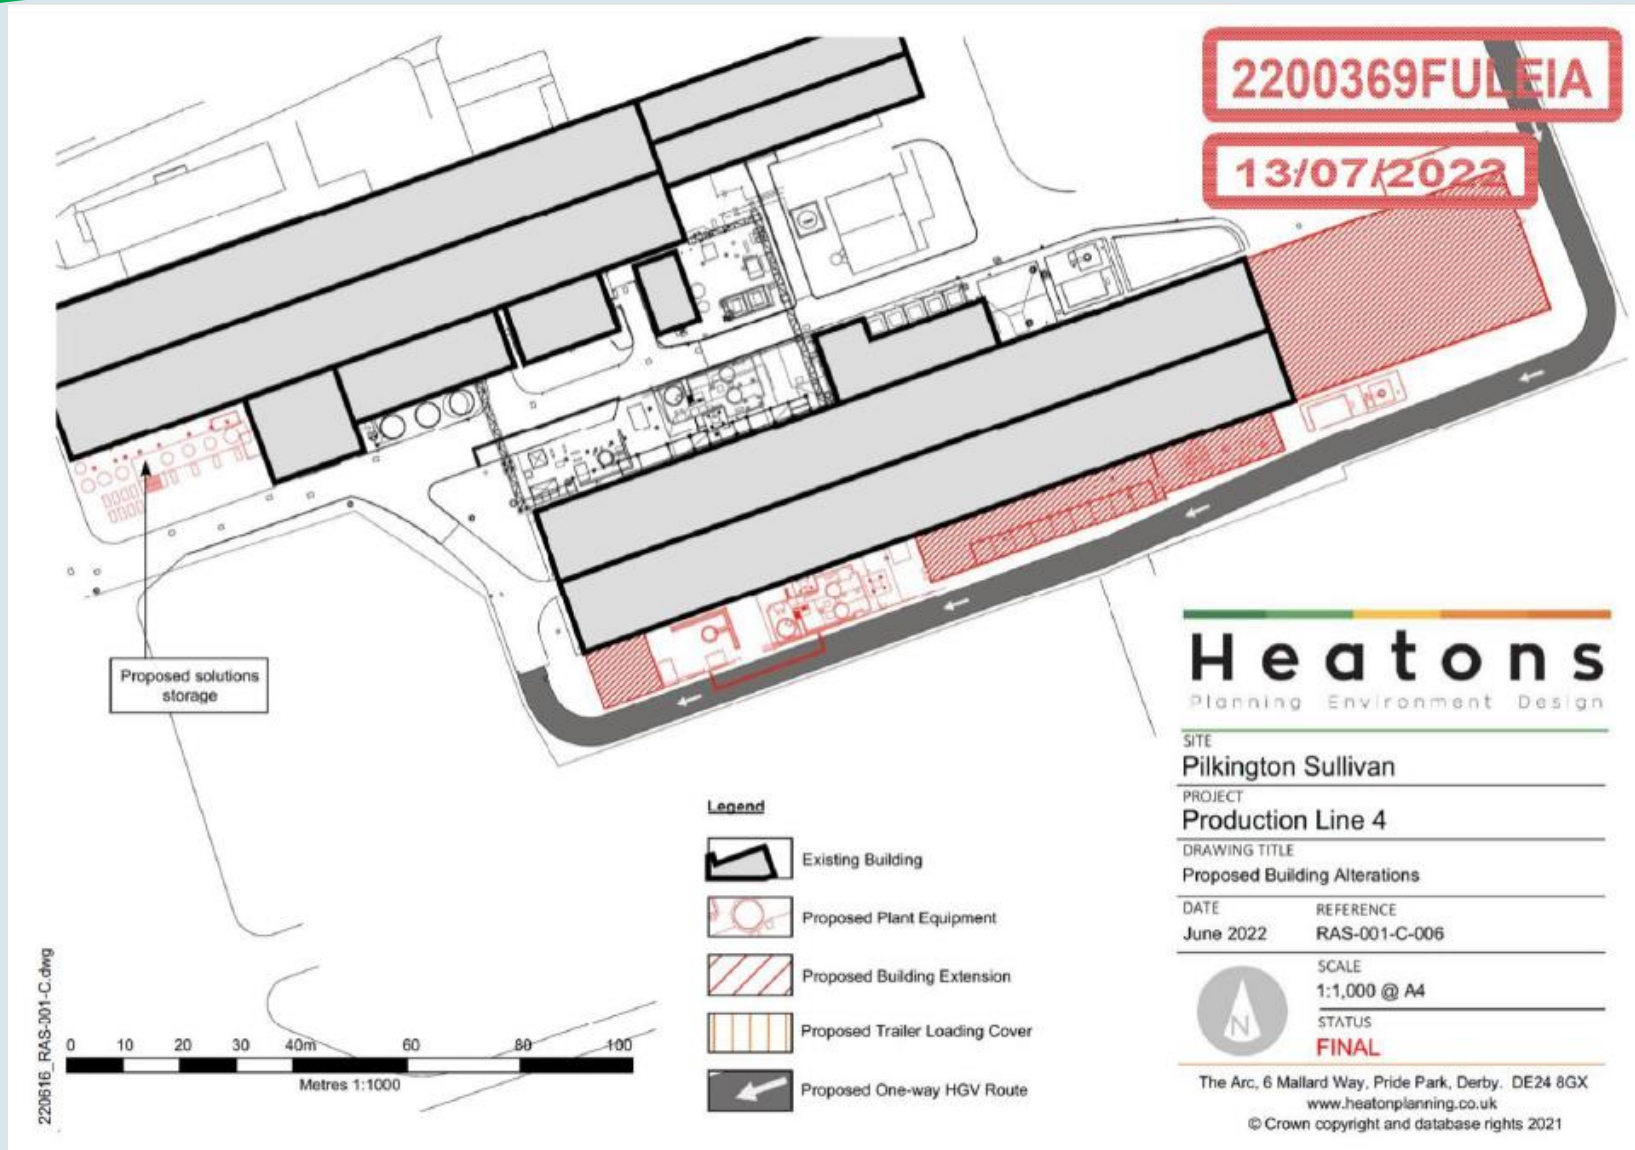 2200369FULEIA
13/07/2022
Proposed solutions
storage
Heatons
Planning Environment Design
SITE
Pilkington Sullivan
PROJECT
Production Line 4
DRAWING TITLE
Proposed Building Alterations
DATE REFERENCE
June 2022 RAS-001-C-006
SCALE
1:1,000 @ A4
N
STATUS
FINAL
The Arc, 6 Mallard Way, Pride Park, Derby. DE24 8GX
www.heatonplanning.co.uk
© Crown copyright and database rights 2021
Legend
Existing Building
Proposed Plant Equipment
Proposed Building Extension
Proposed Trailer Loading Cover
Proposed One-way HGV Route
0 10 20 30 40m 60 80 100
Metres 1:1000
220616_RAS-001-C.dwg